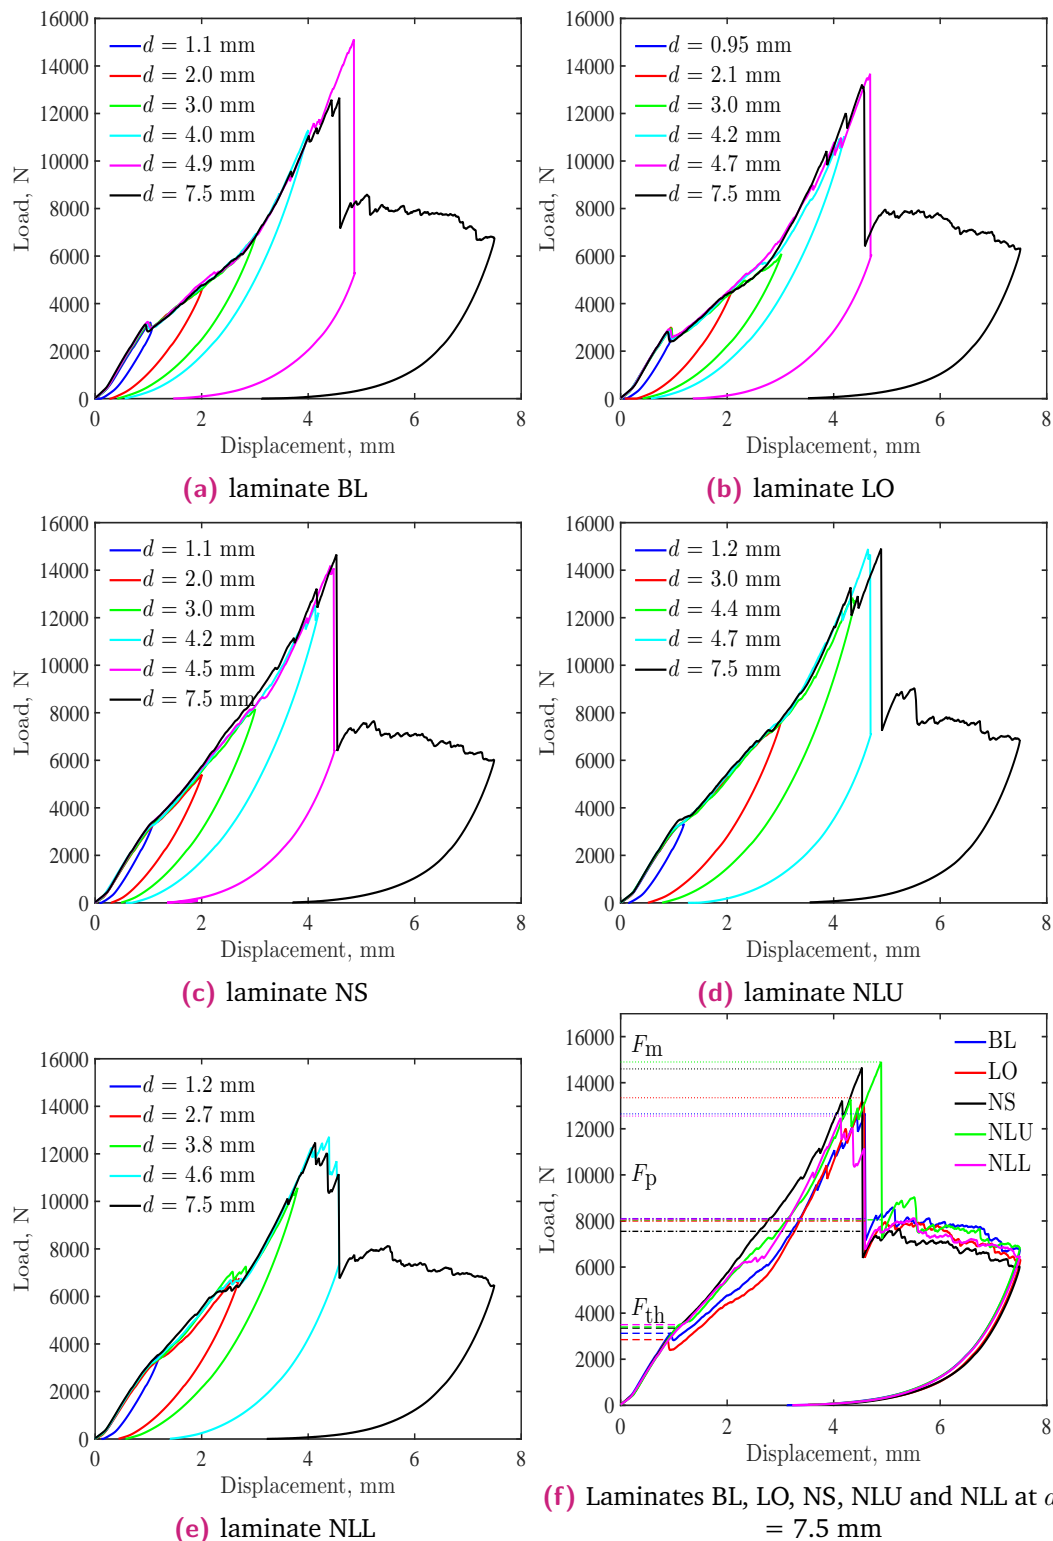 16000
14000
12000
10000
8000
6000
4000
2000
0
Load, N
d = 1.1 mm
d = 2.0 mm
d = 3.0 mm
d = 4.0 mm
d = 4.9 mm
d = 7.5 mm
0 2 4 6 8
Displacement, mm
(a) laminate BL
16000
14000
12000
10000
8000
6000
4000
2000
0
Load, N
d = 0.95 mm
d = 2.1 mm
d = 3.0 mm
d = 4.2 mm
d = 4.7 mm
d = 7.5 mm
0 2 4 6 8
Displacement, mm
(b) laminate LO
16000
14000
12000
10000
8000
6000
4000
2000
0
Load, N
d = 1.1 mm
d = 2.0 mm
d = 3.0 mm
d = 4.2 mm
d = 4.5 mm
d = 7.5 mm
0 2 4 6 8
Displacement, mm
(c) laminate NS
16000
14000
12000
10000
8000
6000
4000
2000
0
Load, N
d = 1.2 mm
d = 3.0 mm
d = 4.4 mm
d = 4.7 mm
d = 7.5 mm
0 2 4 6 8
Displacement, mm
(d) laminate NLU
16000
14000
12000
10000
8000
6000
4000
2000
0
Load, N
d = 1.2 mm
d = 2.7 mm
d = 3.8 mm
d = 4.6 mm
d = 7.5 mm
0 2 4 6 8
Displacement, mm
(e) laminate NLL
16000
14000
12000
10000
8000
6000
4000
2000
0
Load, N
Fm
Fp
Fth
BL
LO
NS
NLU
NLL
0 2 4 6 8
Displacement, mm
(f) Laminates BL, LO, NS, NLU and NLL at
= 7.5 mm